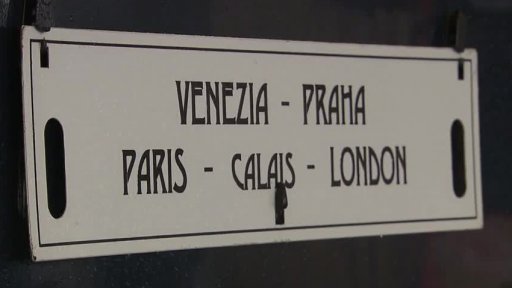 VENEZIA - PRAHA
PARIS - CALAIS - LONDON